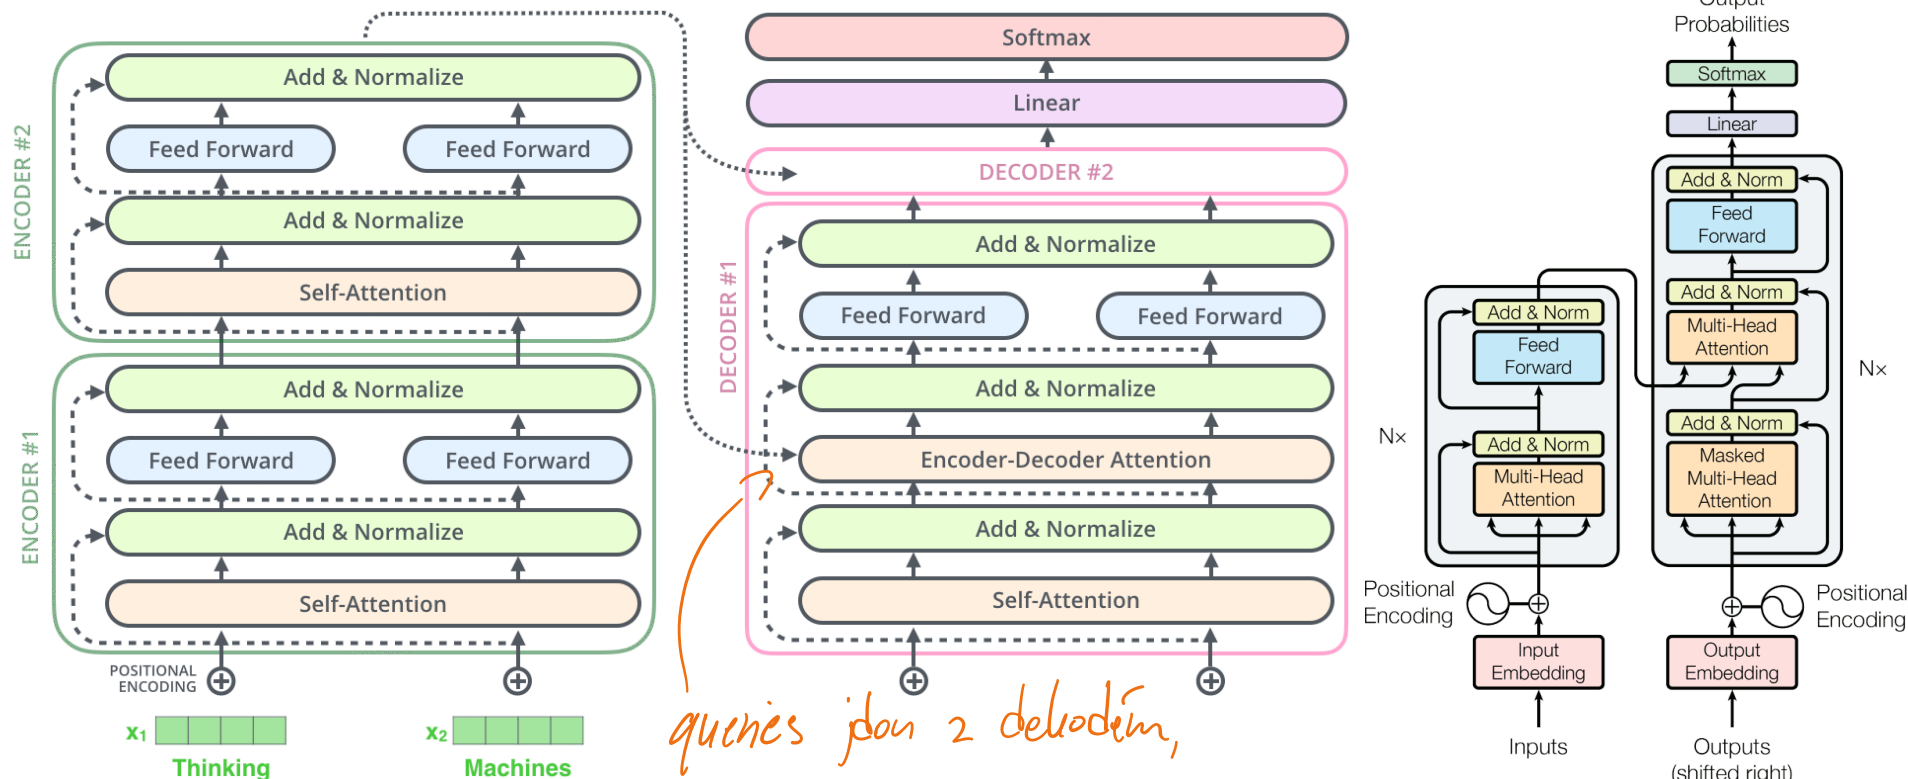 ENCODER #2
Add & Normalize
Feed Forward
Feed Forward
Add & Normalize
Self-Attention
ENCODER #1
Add & Normalize
Feed Forward
Feed Forward
Add & Normalize
Self-Attention
POSITIONAL
ENCODING
x1
x2
Thinking
Machines
Softmax
Linear
DECODER #2
DECODER #1
Add & Normalize
Feed Forward
Feed Forward
Add & Normalize
Encoder-Decoder Attention
Add & Normalize
Self-Attention
queries jdou z dekodéru,
Output
Probabilities
Softmax
Linear
Add & Norm
Feed
Forward
Add & Norm
Multi-Head
Attention
Add & Norm
Masked
Multi-Head
Attention
Nx
Add & Norm
Feed
Forward
Add & Norm
Multi-Head
Attention
Nx
Positional
Encoding
Positional
Encoding
Input
Embedding
Output
Embedding
Inputs
Outputs
(shifted right)